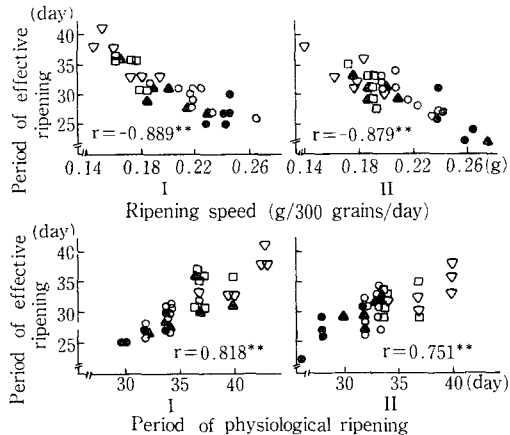 (day)
Period of effective
ripening
40
35
30
25
r=-0.889**
r=-0.879**
0.14 0.18 0.22 0.26
0.14 0.18 0.22 0.26(g)
I
II
Ripening speed (g/300 grains/day)
(day)
Period of effective
ripening
40
35
30
25
r=0.818**
r=0.751**
30 35 40
30 35 40(day)
I
II
Period of physiological ripening